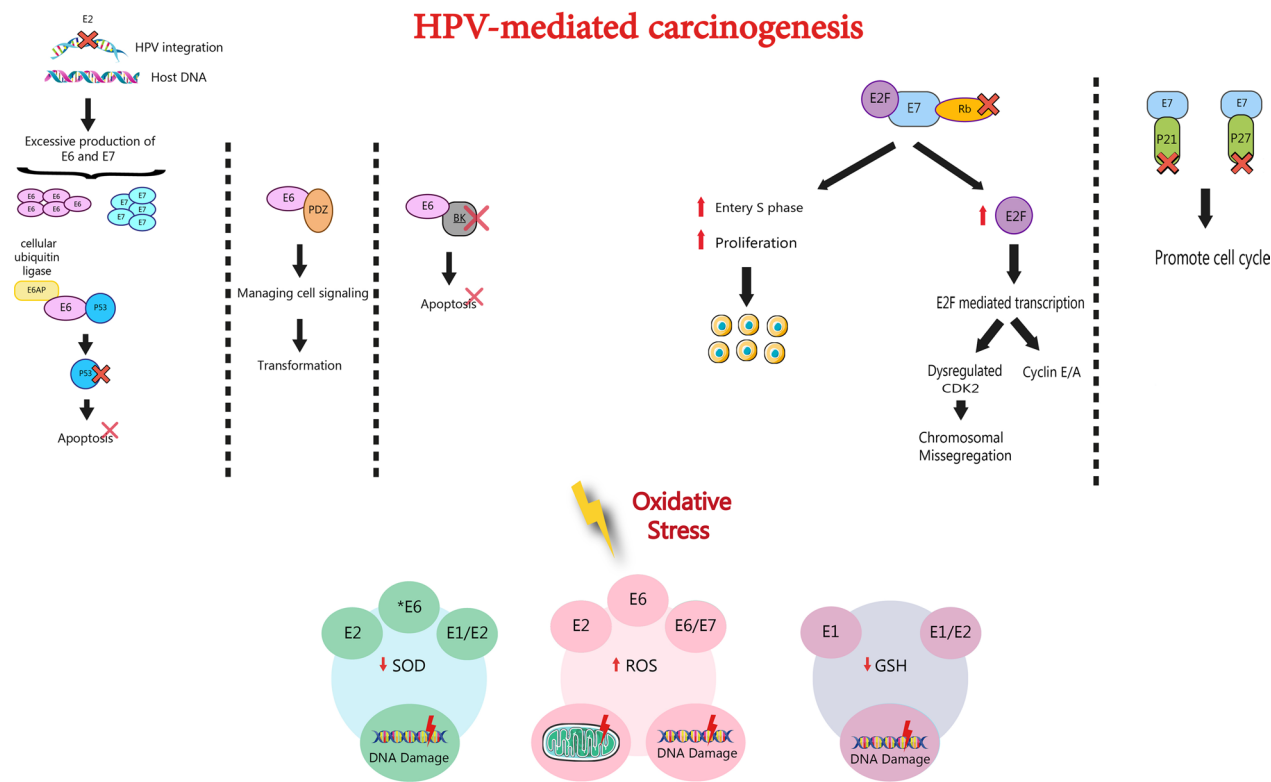 HPV-mediated carcinogenesis
E2
HPV integration
Host DNA
Excessive production of
E6 and E7
E6
E6
E6
E6
E6
E7
E7
E7
E7
E7
cellular
ubiquitin
ligase
E6AP
E6
P53
P53
Apoptosis
E6
PDZ
Managing cell signaling
Transformation
E6
BK
Apoptosis
E2F
E7
Rb
Entery S phase
Proliferation
E2F
E2F mediated transcription
Dysregulated
CDK2
Cyclin E/A
Chromosomal
Missegregation
E7
P21
E7
P27
Promote cell cycle
Oxidative
Stress
*E6
E2
E1/E2
SOD
DNA Damage
E6
E2
E6/E7
ROS
DNA Damage
E1
E1/E2
GSH
DNA Damage